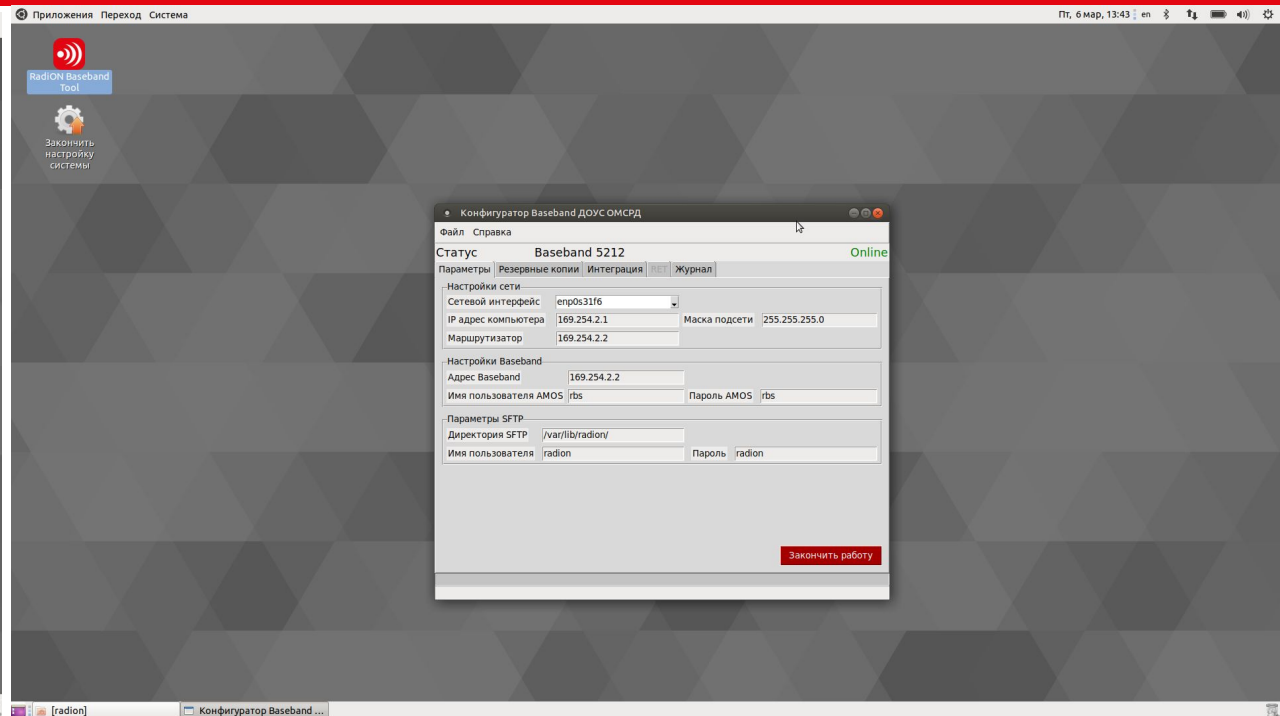 Приложения Переход Система
Пт, 6 мар, 13:43 en
RadiON Baseband
Tool
Закончить
настройку
системы
Конфигуратор Baseband ДОУС ОМСРД
Файл Справка
Статус Baseband 5212 Online
Параметры Резервные копии Интеграция RET Журнал
Настройки сети
Сетевой интерфейс enp0s31f6
IP адрес компьютера 169.254.2.1 Маска подсети 255.255.255.0
Маршрутизатор 169.254.2.2
Настройки Baseband
Адрес Baseband 169.254.2.2
Имя пользователя AMOS rbs Пароль AMOS rbs
Параметры SFTP
Директория SFTP /var/lib/radion/
Имя пользователя radion Пароль radion
Закончить работу
[radion] Конфигуратор Baseband ...